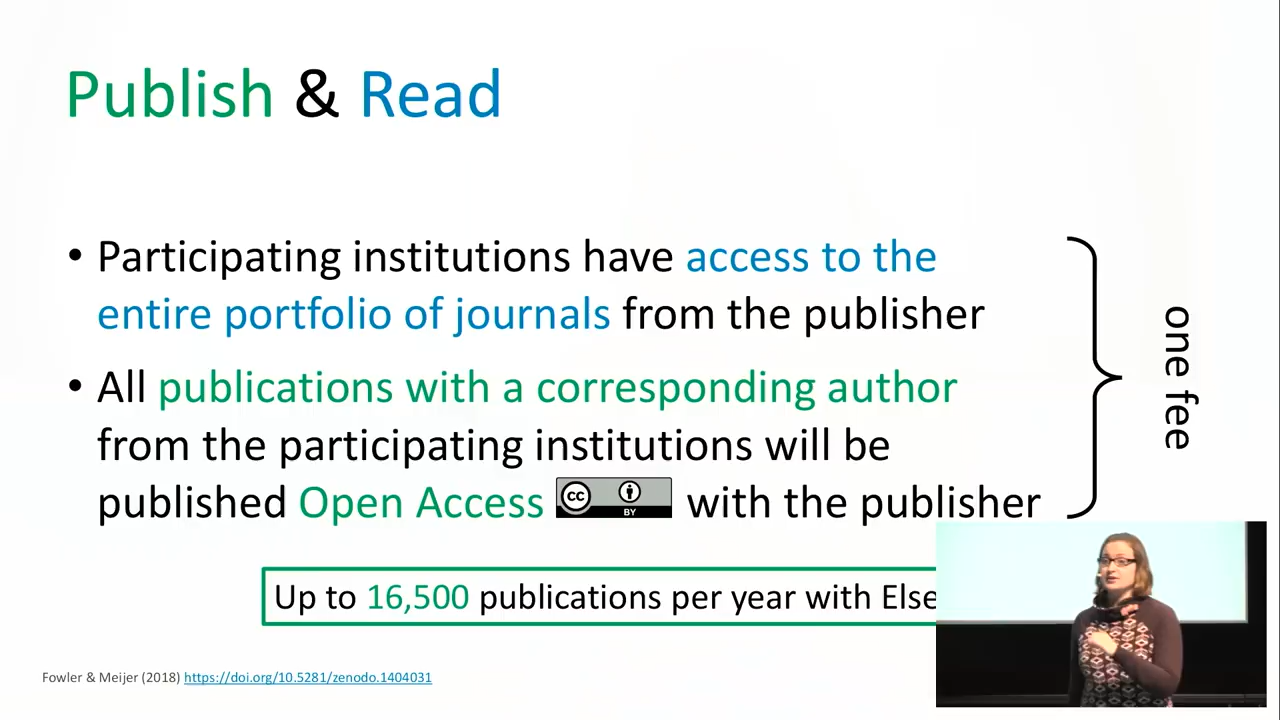 Publish & Read
• Participating institutions have access to the
entire portfolio of journals from the publisher
• All publications with a corresponding author
from the participating institutions will be
published Open Access cc BY with the publisher
one fee
Up to 16,500 publications per year with Else
Fowler & Meijer (2018) https://doi.org/10.5281/zenodo.1404031